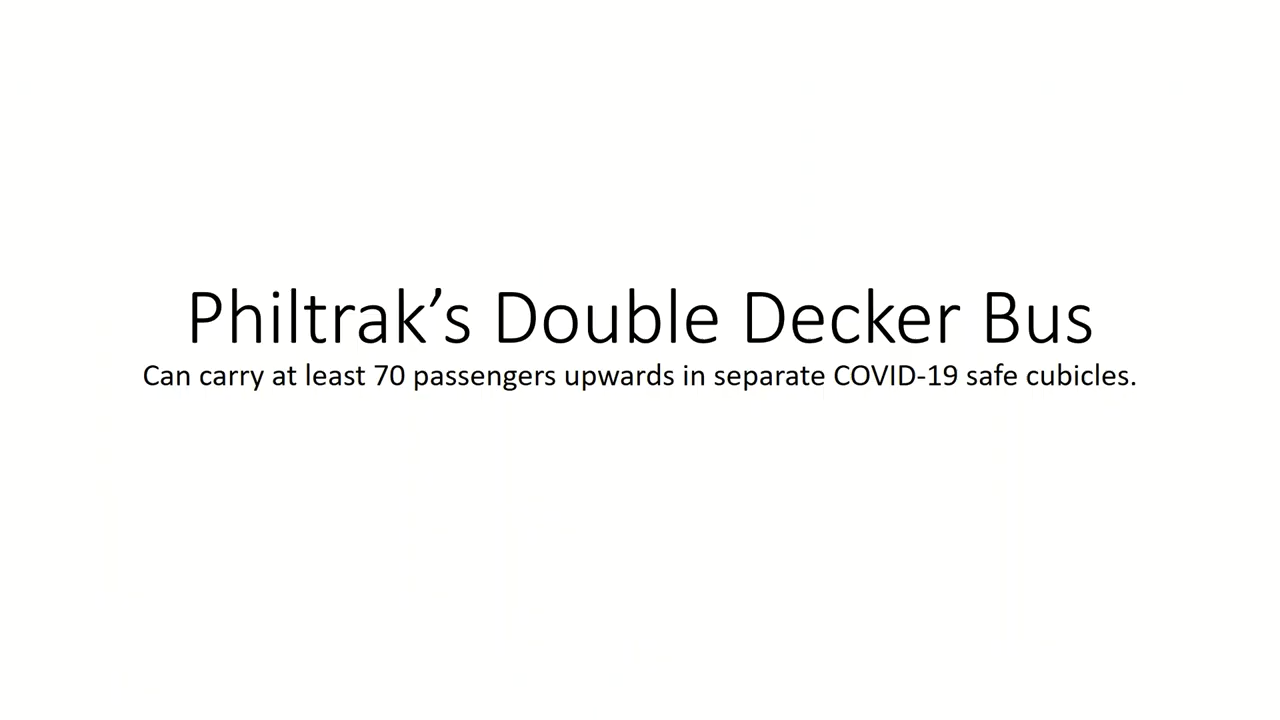 Philtrak’s Double Decker Bus
Can carry at least 70 passengers upwards in separate COVID-19 safe cubicles.